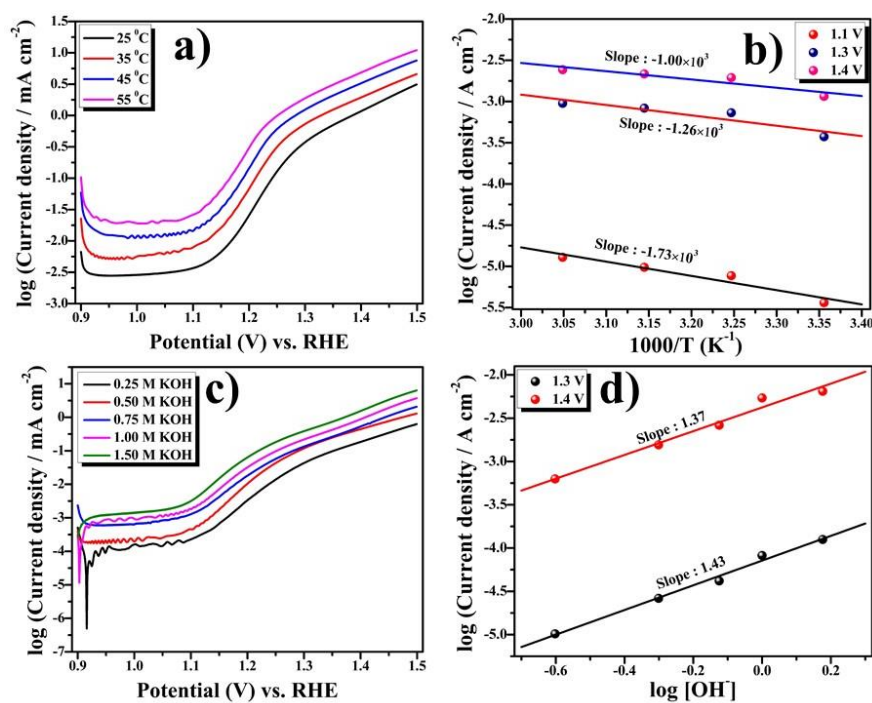 a)
25 °C
35 °C
45 °C
55 °C
log (Current density / mA cm⁻²)
1.5
1.0
0.5
0.0
-0.5
-1.0
-1.5
-2.0
-2.5
-3.0
0.9 1.0 1.1 1.2 1.3 1.4 1.5
Potential (V) vs. RHE
b)
1.1 V
1.3 V
1.4 V
log (Current density / A cm⁻²)
-2.0
-2.5
-3.0
-3.5
-4.0
-4.5
-5.0
-5.5
Slope : -1.00×10³
Slope : -1.26×10³
Slope : -1.73×10³
3.00 3.05 3.10 3.15 3.20 3.25 3.30 3.35 3.40
1000/T (K⁻¹)
c)
0.25 M KOH
0.50 M KOH
0.75 M KOH
1.00 M KOH
1.50 M KOH
log (Current density / mA cm⁻²)
1
0
-1
-2
-3
-4
-5
-6
-7
0.9 1.0 1.1 1.2 1.3 1.4 1.5
Potential (V) vs. RHE
d)
1.3 V
1.4 V
log (Current density / A cm⁻²)
-2.0
-2.5
-3.0
-3.5
-4.0
-4.5
-5.0
Slope : 1.37
Slope : 1.43
-0.6 -0.4 -0.2 0.0 0.2
log [OH⁻]